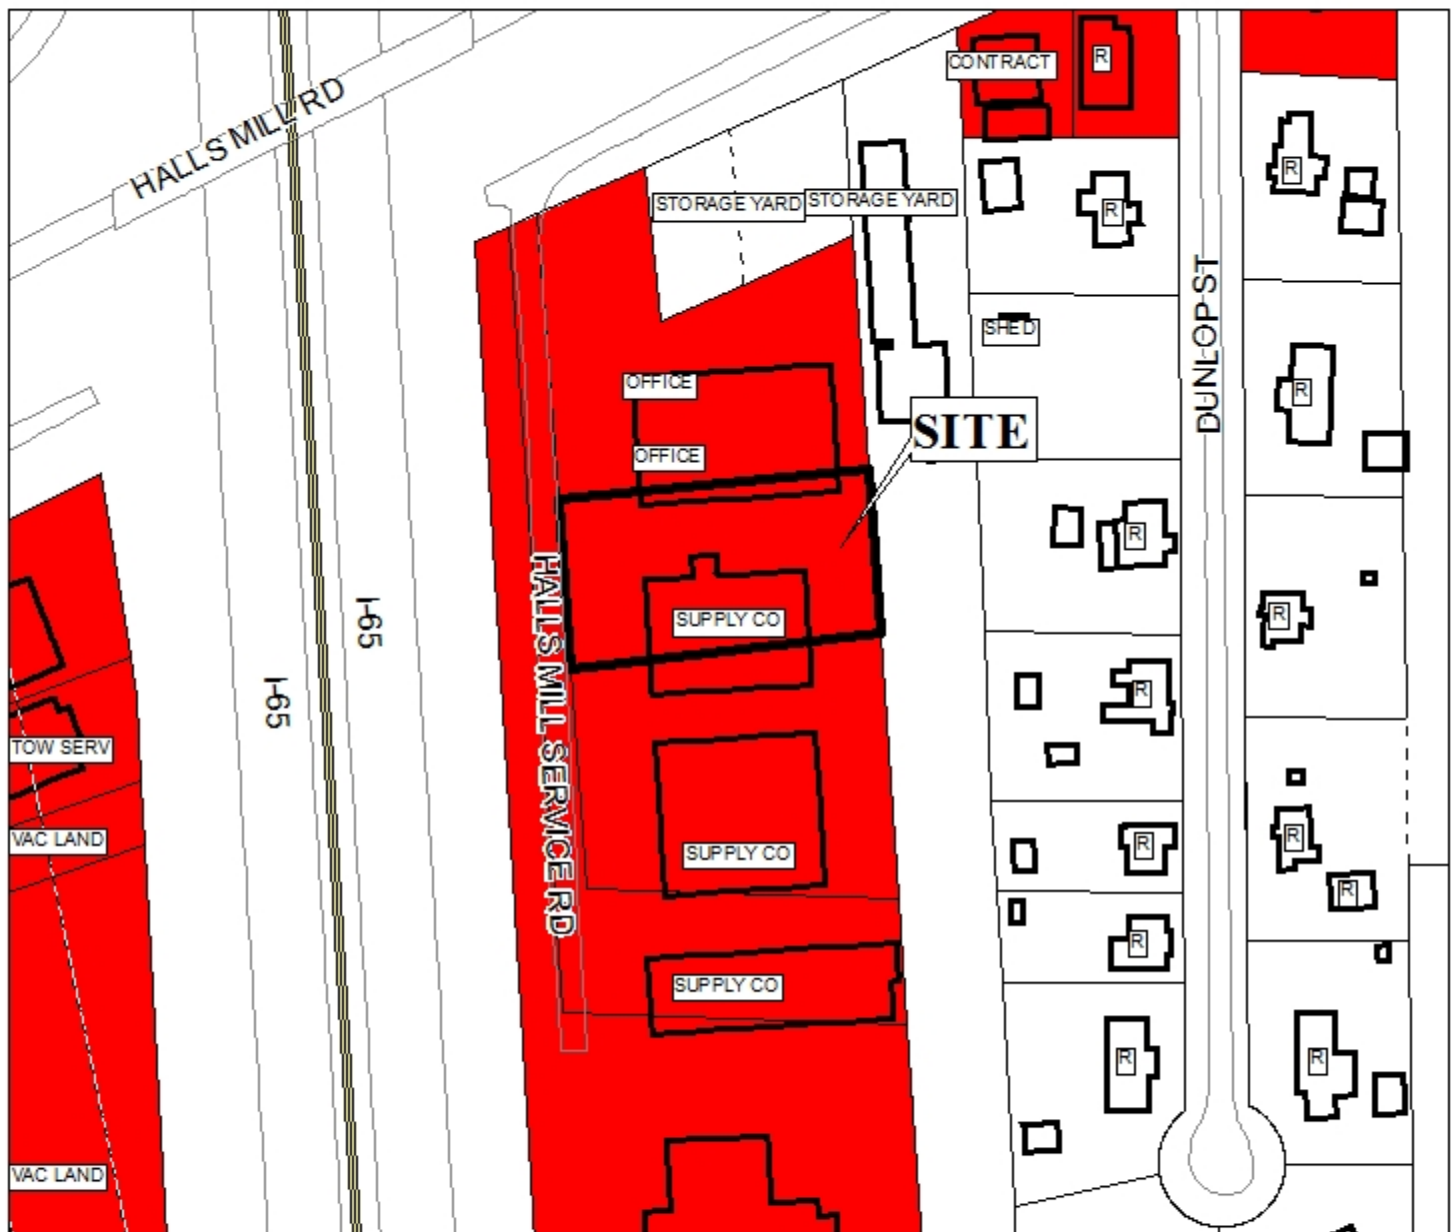 CONTRACT
R
HALLS MILL RD
R
STORAGE YARD
STORAGE YARD
R
DUNLOP ST
SHED
OFFICE
R
SITE
OFFICE
R
I-65
SUPPLY CO
R
HALLS MILL SERVICE RD
I-65
R
TOW SERV
VAC LAND
SUPPLY CO
R
R
R
R
SUPPLY CO
R
R
VAC LAND